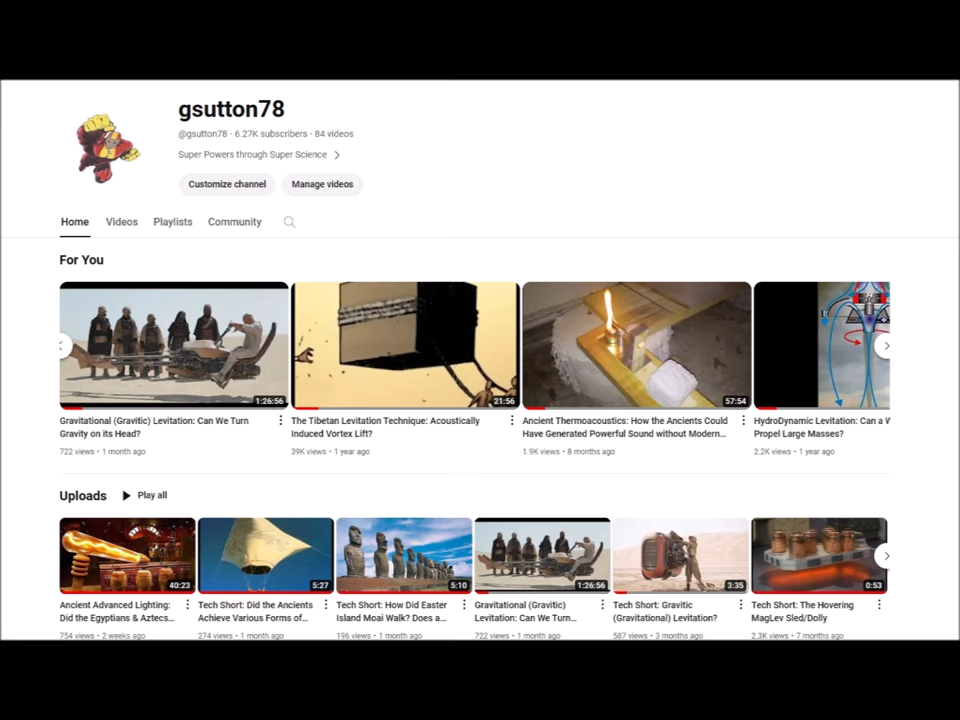 gsutton78
@gsutton78 · 6.27K subscribers · 84 videos
Super Powers through Super Science
Customize channel
Manage videos
Home
Videos
Playlists
Community
For You
1:26:56
21:56
57:54
Gravitational (Gravitic) Levitation: Can We Turn
Gravity on its Head?
722 views • 1 month ago
The Tibetan Levitation Technique: Acoustically
Induced Vortex Lift?
39K views • 1 year ago
Ancient Thermoacoustics: How the Ancients Could
Have Generated Powerful Sound without Modern...
1.9K views • 8 months ago
HydroDynamic Levitation: Can a W
Propel Large Masses?
2.2K views • 1 year ago
Uploads
Play all
40:23
5:27
5:10
1:26:56
3:35
0:53
Ancient Advanced Lighting:
Did the Egyptians & Aztecs...
754 views • 2 weeks ago
Tech Short: Did the Ancients
Achieve Various Forms of...
274 views • 1 month ago
Tech Short: How Did Easter
Island Moai Walk? Does a...
196 views • 1 month ago
Gravitational (Gravitic)
Levitation: Can We Turn...
722 views • 1 month ago
Tech Short: Gravitic
(Gravitational) Levitation?
587 views • 3 months ago
Tech Short: The Hovering
MagLev Sled/Dolly
2.3K views • 7 months ago